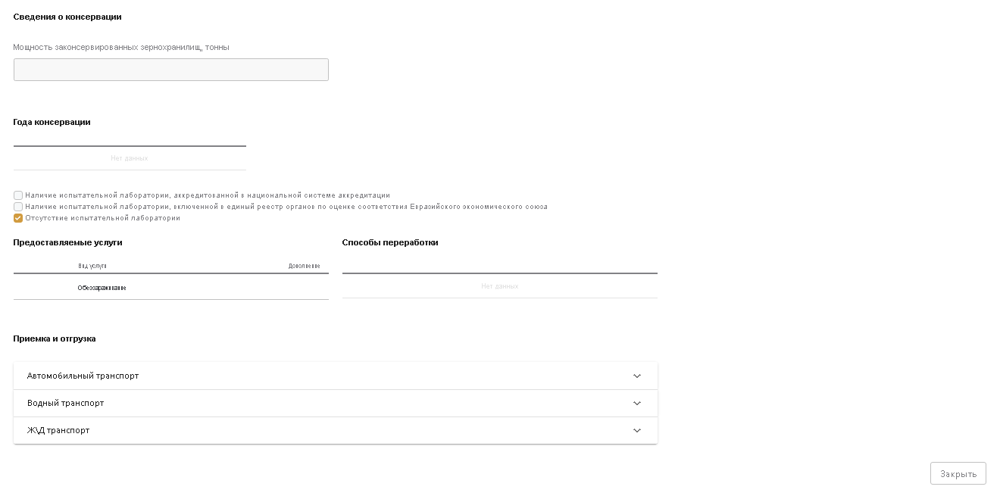 Сведения о консервации
Мощность законсервированных зернохранилищ, тонны
Года консервации
Нет данных
Наличие испытательной лаборатории, аккредитованной в национальной системе аккредитации
Наличие испытательной лаборатории, включенной в единый реестр органов по оценке соответствия Евразийского экономического союза
Отсутствие испытательной лаборатории
Предоставляемые услуги
Способы переработки
Вид услуги
Дополнение
Обеззараживание
Нет данных
Приемка и отгрузка
Автомобильный транспорт
Водный транспорт
Ж\Д транспорт
Закрыть